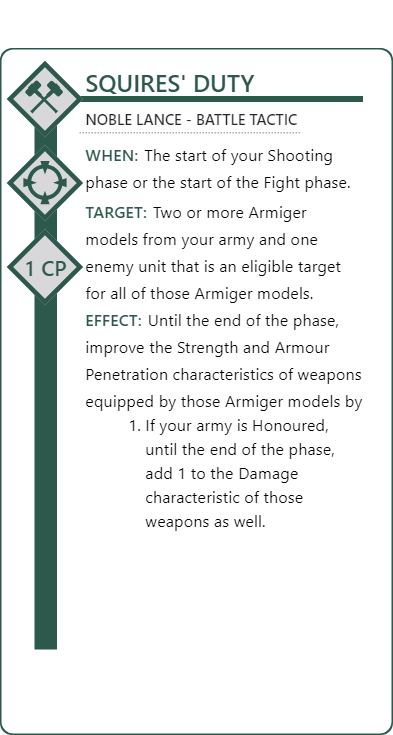 SQUIRES' DUTY
NOBLE LANCE - BATTLE TACTIC
WHEN: The start of your Shooting
phase or the start of the Fight phase.
TARGET: Two or more Armiger
models from your army and one
1 CP
enemy unit that is an eligible target
for all of those Armiger models.
EFFECT: Until the end of the phase,
improve the Strength and Armour
Penetration characteristics of weapons
equipped by those Armiger models by
1. If your army is Honoured,
until the end of the phase,
add 1 to the Damage
characteristic of those
weapons as well.